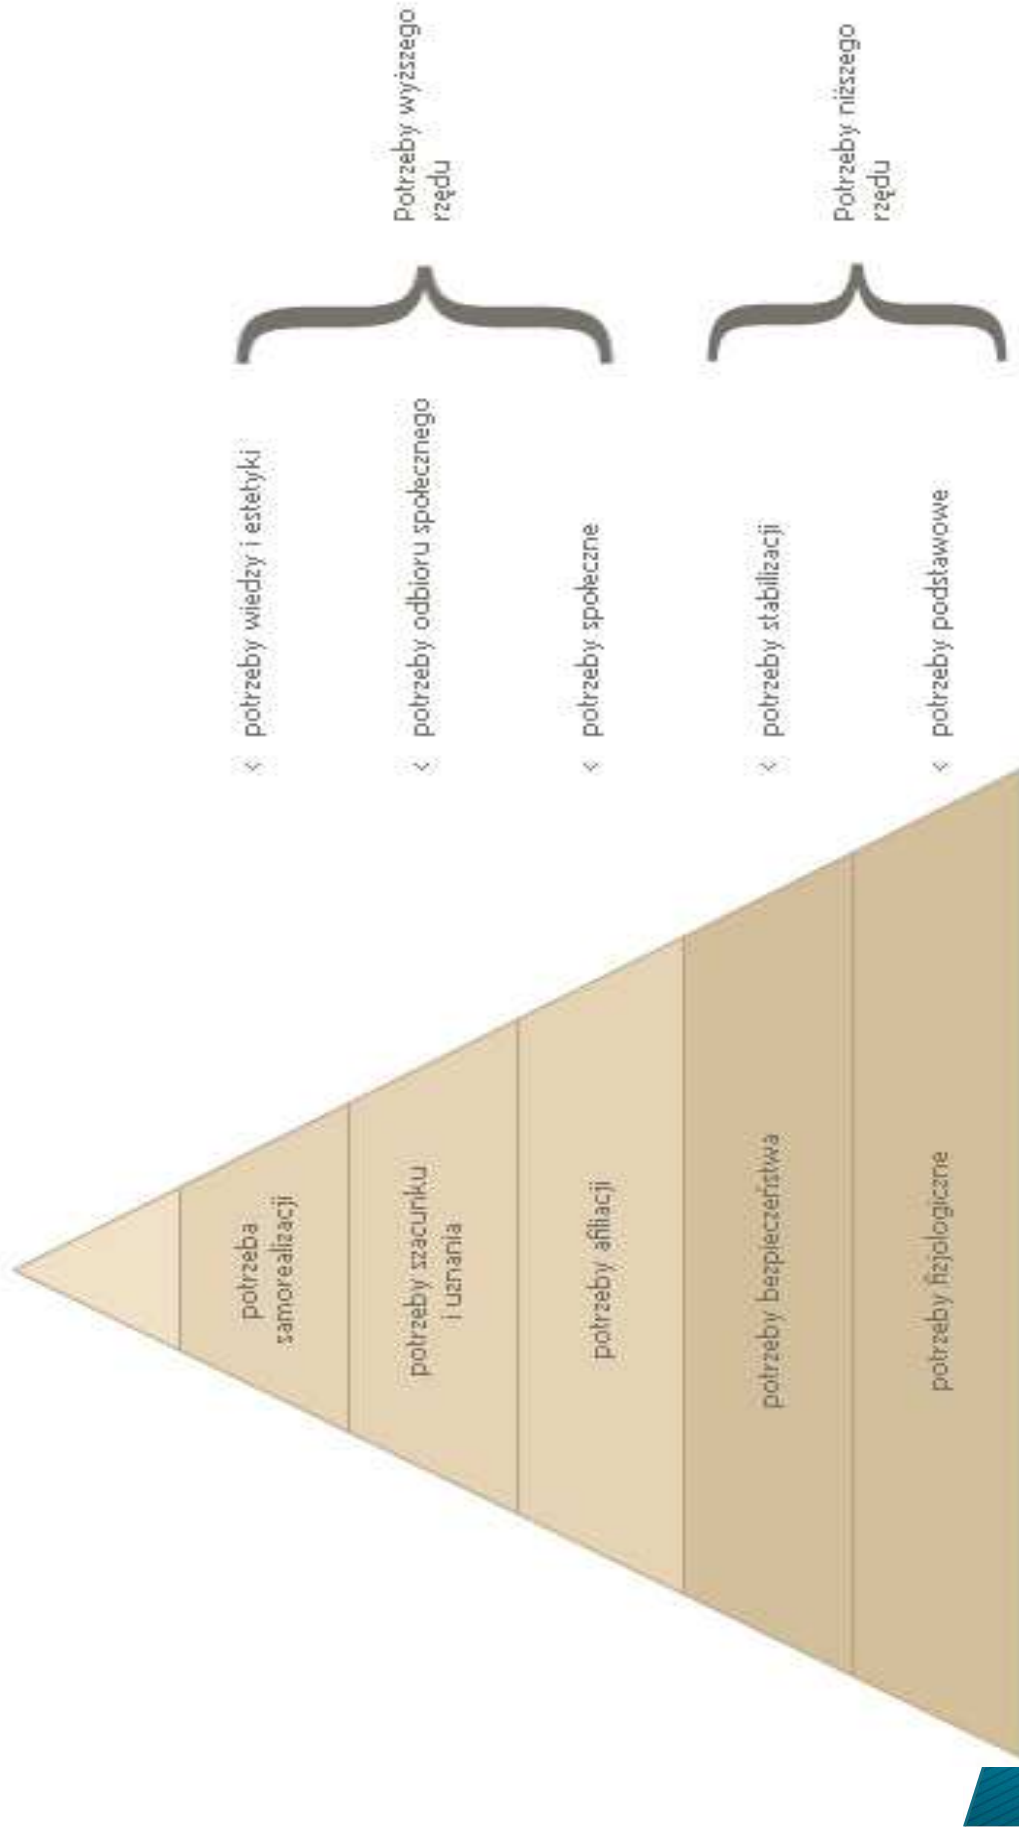 potrzeba
samorealizacji
potrzeby szacunku
i uznania
potrzeby afiliacji
potrzeby bezpieczeństwa
potrzeby fizjologiczne
< potrzeby wiedzy i estetyki
< potrzeby odbioru społecznego
< potrzeby społeczne
< potrzeby stabilizacji
< potrzeby podstawowe
Potrzeby wyższego
rzędu
Potrzeby niższego
rzędu